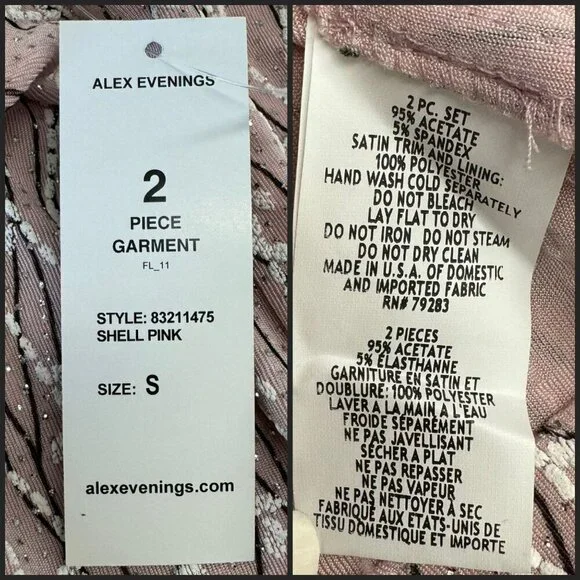 ALEX EVENINGS
2
PIECE
GARMENT
FL_11
STYLE: 83211475
SHELL PINK
SIZE: S
alexevenings.com
2 PC. SET
95% ACETATE
5% SPANDEX
SATIN TRIM AND LINING:
100% POLYESTER
HAND WASH COLD SEPARATELY
DO NOT BLEACH
LAY FLAT TO DRY
DO NOT IRON DO NOT STEAM
DO NOT DRY CLEAN
MADE IN U.S.A. OF DOMESTIC
AND IMPORTED FABRIC
RN# 79283
2 PIECES
95% ACETATE
5% ELASTHANNE
GARNITURE EN SATIN ET
DOUBLURE: 100% POLYESTER
LAVER A LA MAIN A L'EAU
FROIDE SÉPARÉMENT
NE PAS JAVELLISANT
SÉCHER A PLAT
NE PAS REPASSER
NE PAS VAPEUR
NE PAS NETTOYER À SEC
FABRIQUE AUX ETATS-UNIS DE
TISSU DOMESTIQUE ET IMPORTE